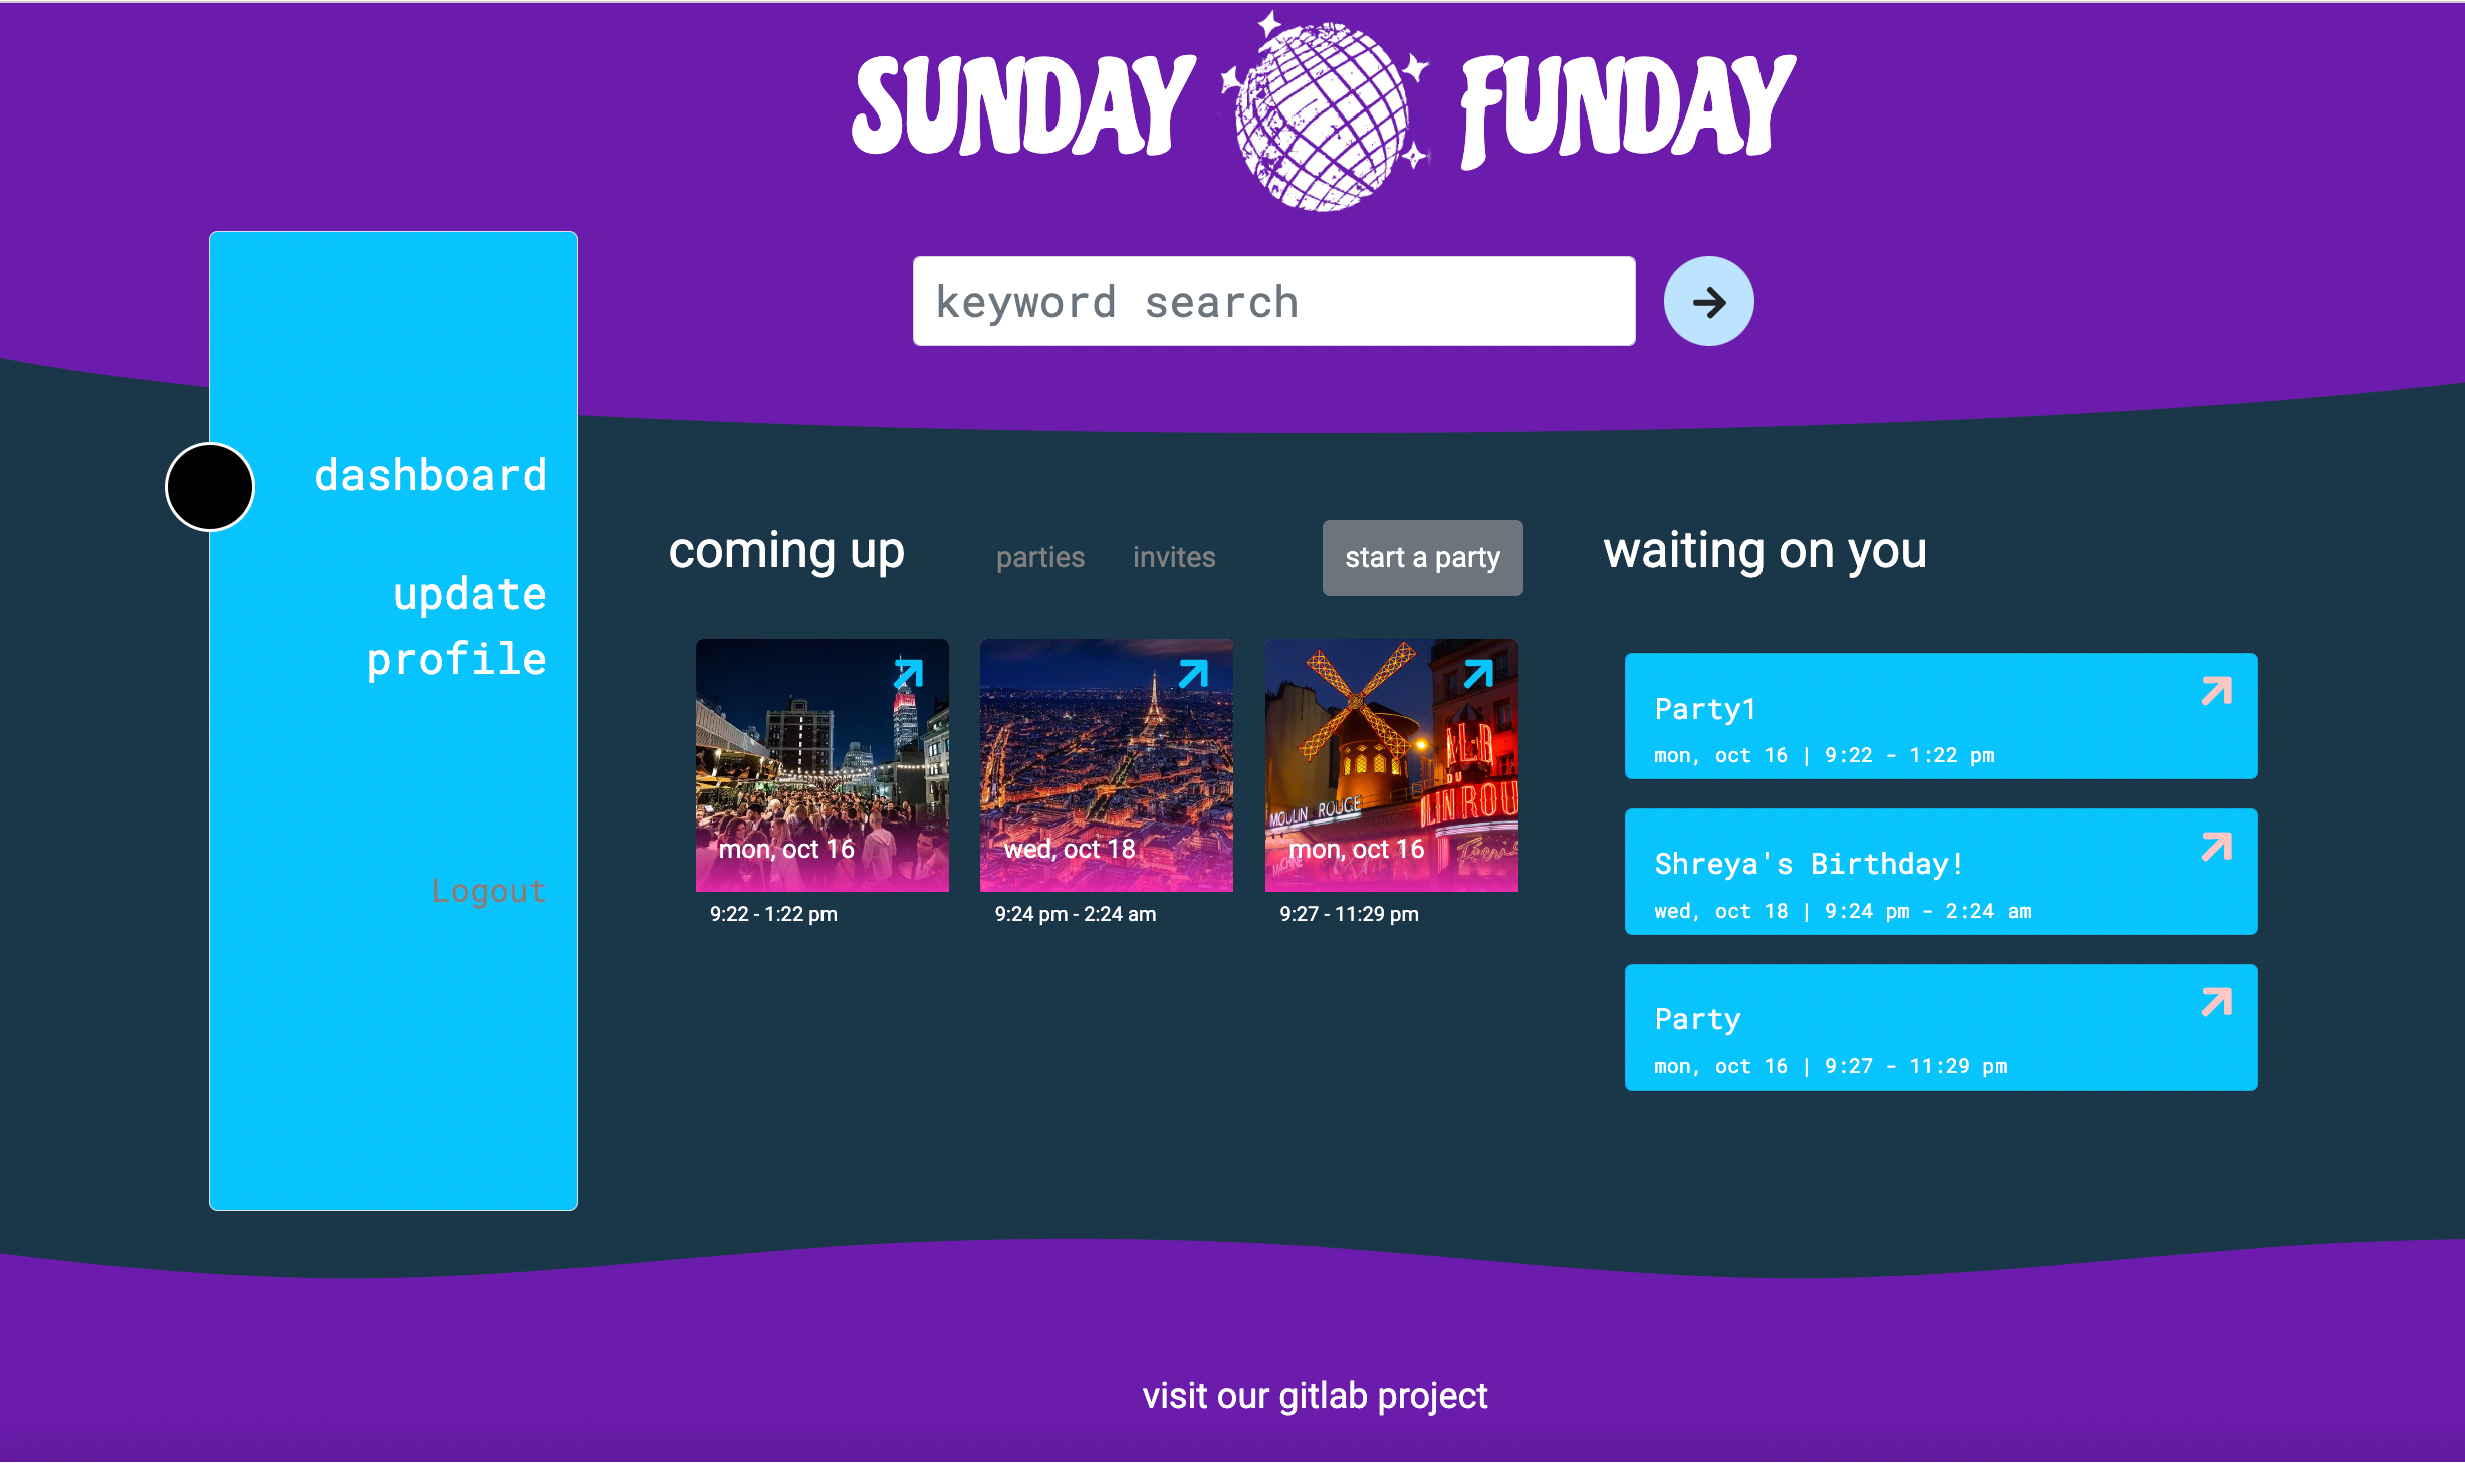 SUNDAY FUNDAY
keyword search
dashboard
update
profile
Logout
coming up
parties
invites
start a party
mon, oct 16
9:22 - 1:22 pm
wed, oct 18
9:24 pm - 2:24 am
MOULIN ROUGE
MACHINE
mon, oct 16
9:27 - 11:29 pm
waiting on you
Party1
mon, oct 16 | 9:22 - 1:22 pm
Shreya's Birthday!
wed, oct 18 | 9:24 pm - 2:24 am
Party
mon, oct 16 | 9:27 - 11:29 pm
visit our gitlab project